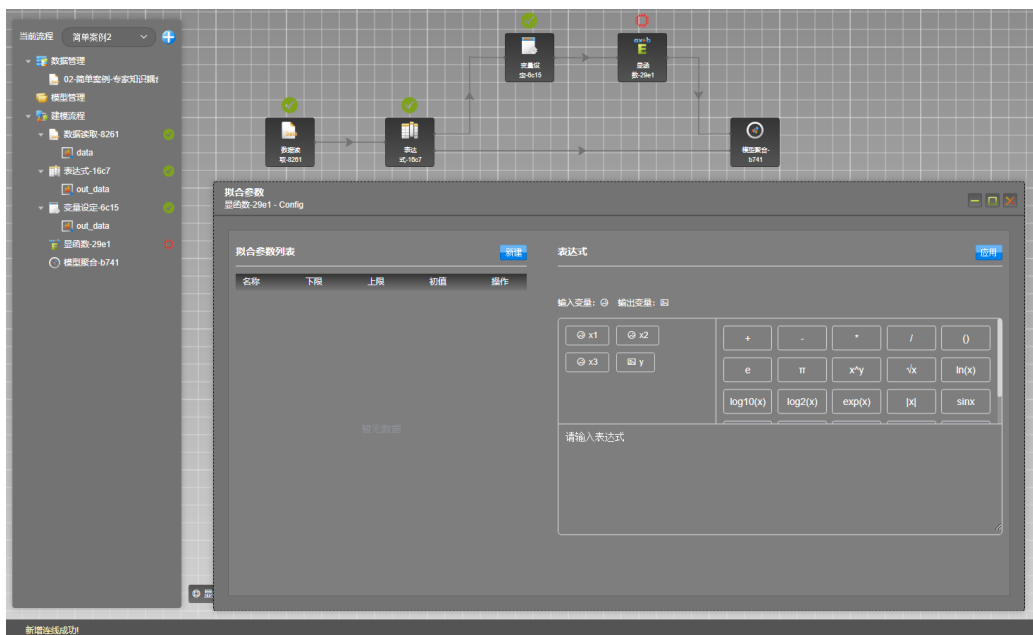 当前流程 简单案例2
数据管理
02-简单案例-专家知识耦
模型管理
建模流程
数据读取-8261
data
表达式-16c7
out_data
变量设定-6c15
out_data
显函数-29e1
模型聚合-b741
变量设
定-6c15
ax+b
E
显函
数-29e1
数据读
取-8261
表达
式-16c7
模型聚合-
b741
拟合参数
显函数-29e1 - Config
拟合参数列表 新建
名称 下限 上限 初值 操作
暂无数据
表达式 应用
输入变量: 输出变量:
x1 x2
x3 y
+ - * / ()
e π x^y √x ln(x)
log10(x) log2(x) exp(x) |x| sinx
请输入表达式
显
新增连线成功!